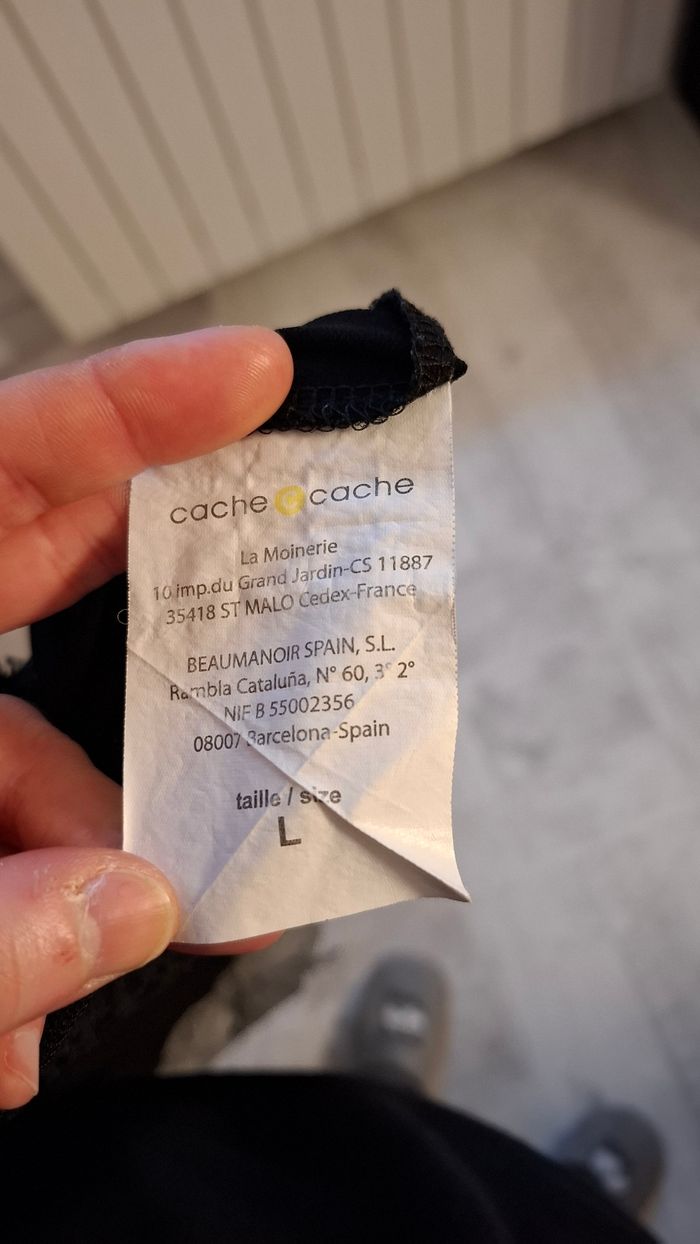 cache c cache
La Moinerie
10 imp.du Grand Jardin-CS 11887
35418 ST MALO Cedex-France
BEAUMANOIR SPAIN, S.L.
Rambla Cataluña, N° 60, 3° 2°
NIF B 55002356
08007 Barcelona-Spain
taille / size
L